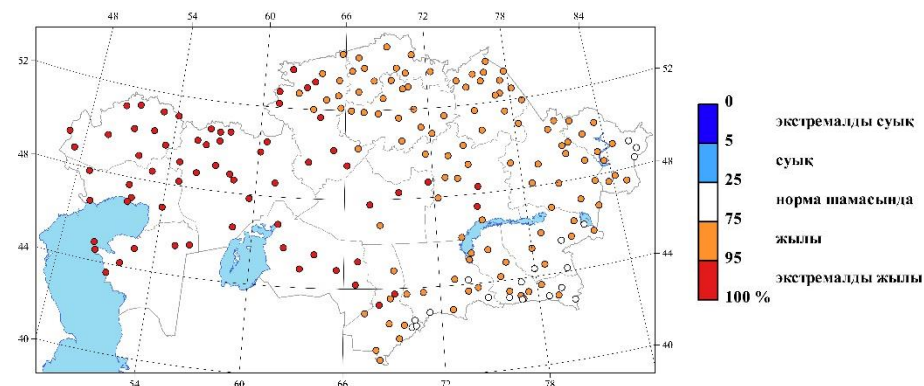 48 54 60 66 72 78 84
52 52
48 48
44 44
40 40
54 60 66 72 78
0
экстремалды суық
5
суық
25
норма шамасында
75
жылы
95
экстремалды жылы
100 %